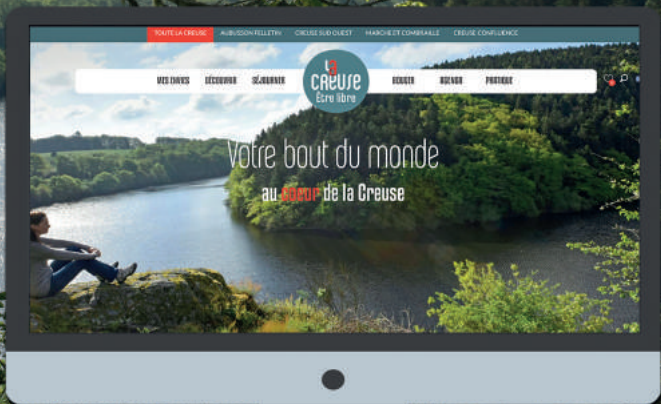 TOUTE LA CREUSE AUBUSSON FELLETIN CREUSE SUD OUEST MARCHE ET COMBRAILLE CREUSE CONFLUENCE
MES ENVIES DÉCOUVRIR SÉJOURNER
La
CReUSe
Être libre
BOUGER AGENDA PRATIQUE
Votre bout du monde
au coeur de la Creuse